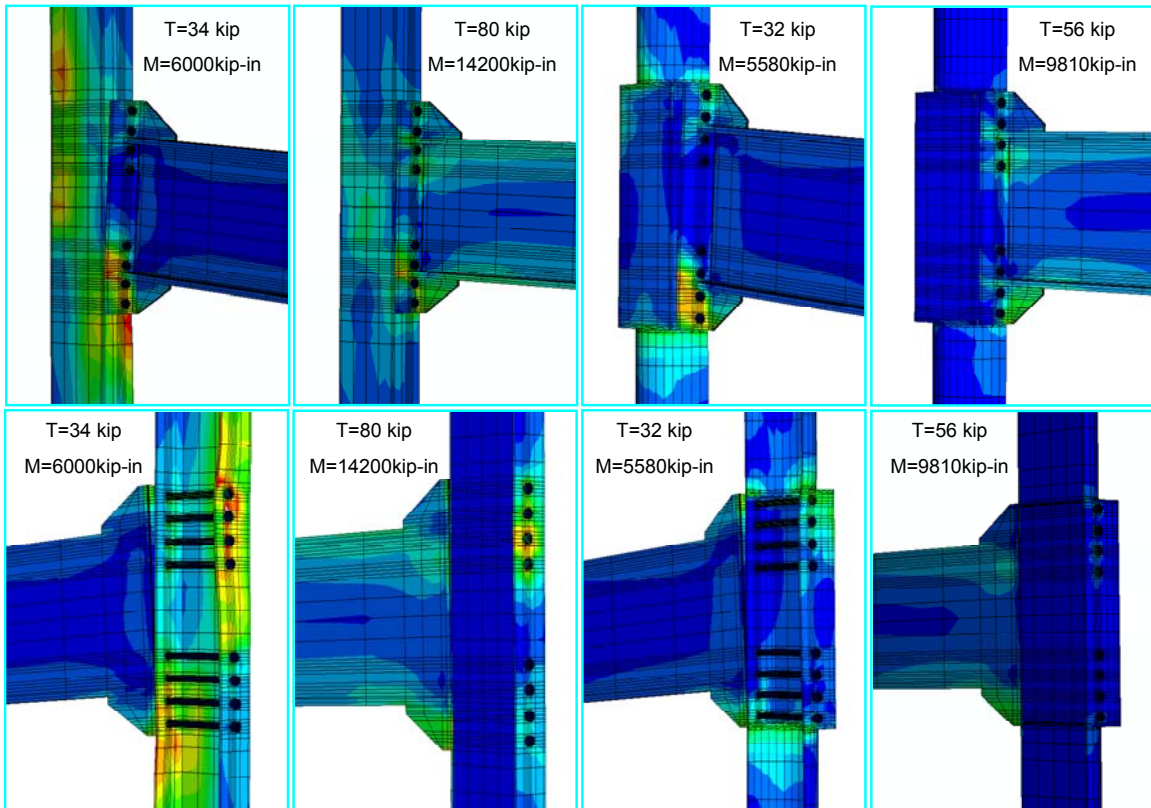 T=34 kip
M=6000kip-in
T=80 kip
M=14200kip-in
T=32 kip
M=5580kip-in
T=56 kip
M=9810kip-in
T=34 kip
M=6000kip-in
T=80 kip
M=14200kip-in
T=32 kip
M=5580kip-in
T=56 kip
M=9810kip-in